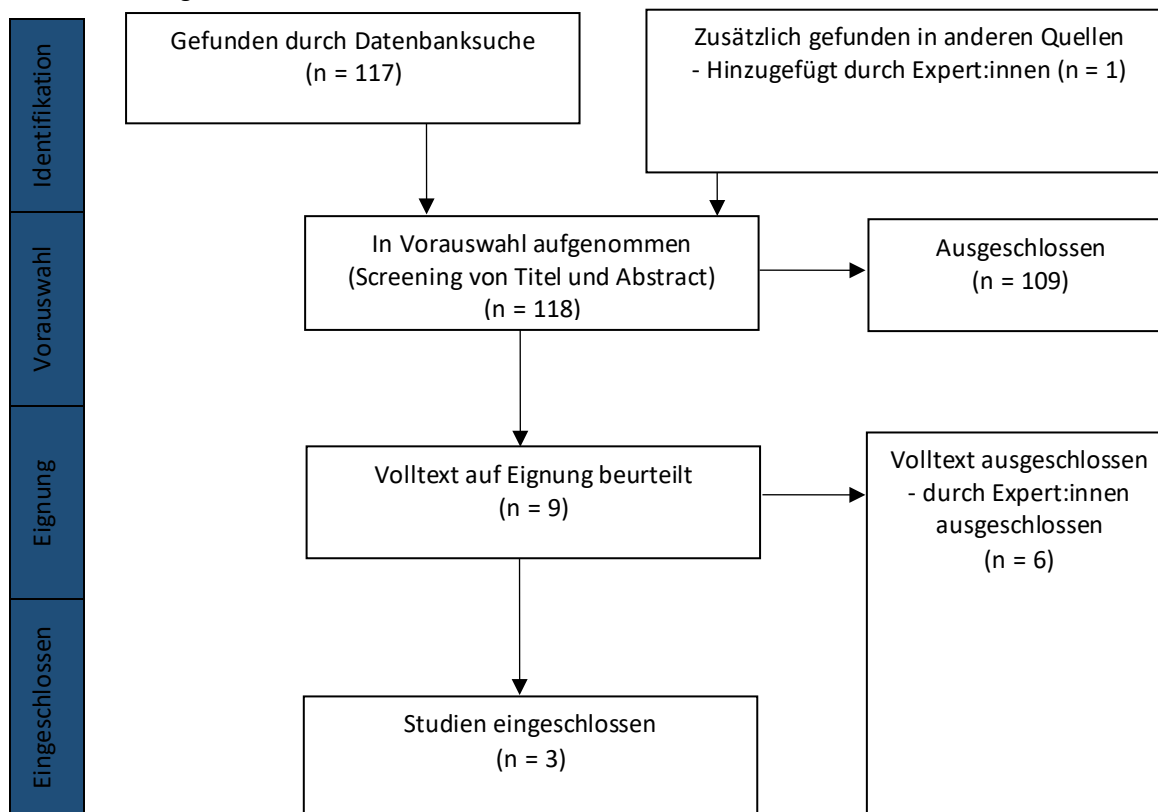 Identifikation
Gefunden durch Datenbanksuche
(n = 117)
Zusätzlich gefunden in anderen Quellen
- Hinzugefügt durch Expert:innen (n = 1)
Vorauswahl
In Vorauswahl aufgenommen
(Screening von Titel und Abstract)
(n = 118)
Ausgeschlossen
(n = 109)
Eignung
Volltext auf Eignung beurteilt
(n = 9)
Volltext ausgeschlossen
- durch Expert:innen
ausgeschlossen
(n = 6)
Eingeschlossen
Studien eingeschlossen
(n = 3)